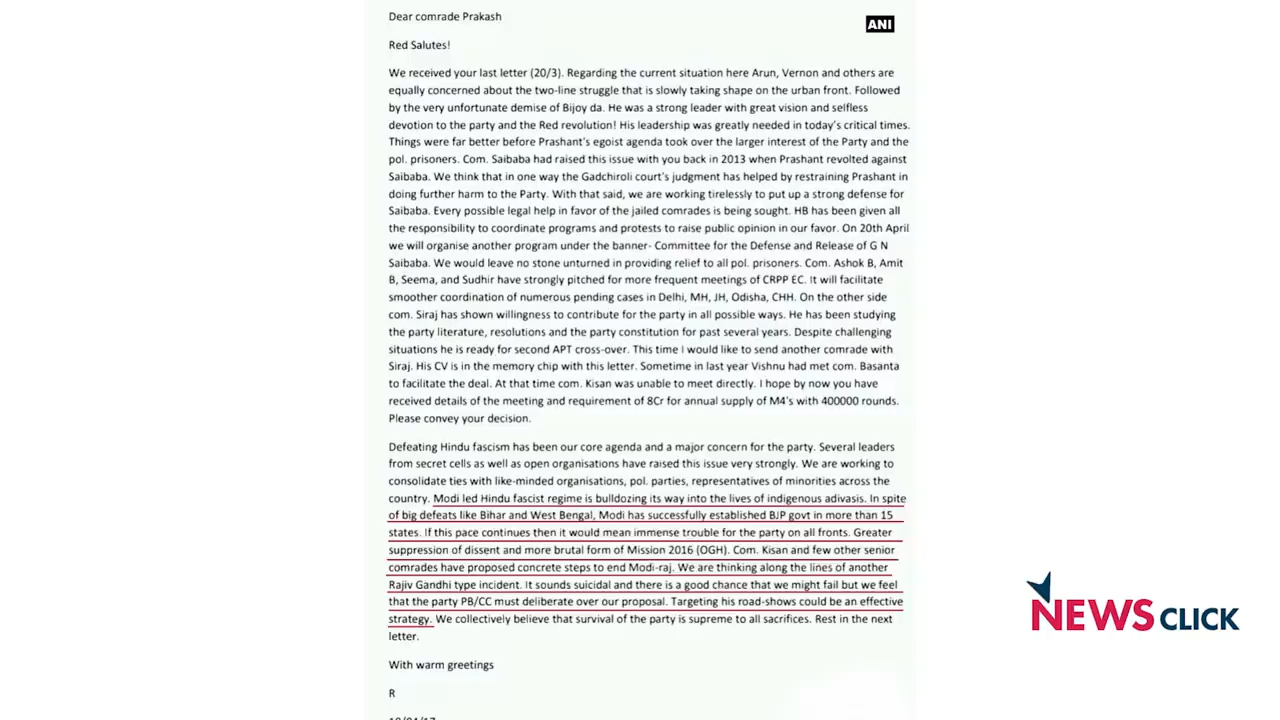 Dear comrade Prakash
ANI
Red Salutes!
We received your last letter (20/3). Regarding the current situation here Arun, Vernon and others are
equally concerned about the two-line struggle that is slowly taking shape on the urban front. Followed
by the very unfortunate demise of Bijoy da. He was a strong leader with great vision and selfless
devotion to the party and the Red revolution! His leadership was greatly needed in today's critical times.
Things were far better before Prashant's egoist agenda took over the larger interest of the Party and the
pol. prisoners. Com. Saibaba had raised this issue with you back in 2013 when Prashant revolted against
Saibaba. We think that in one way the Gadchiroli court's judgment has helped by restraining Prashant in
doing further harm to the Party. With that said, we are working tirelessly to put up a strong defense for
Saibaba. Every possible legal help in favor of the jailed comrades is being sought. HB has been given all
the responsibility to coordinate programs and protests to raise public opinion in our favor. On 20th April
we will organise another program under the banner- Committee for the Defense and Release of G N
Saibaba. We would leave no stone unturned in providing relief to all pol. prisoners. Com. Ashok B, Amit
B, Seema, and Sudhir have strongly pitched for more frequent meetings of CRPP EC. It will facilitate
smoother coordination of numerous pending cases in Delhi, MH, JH, Odisha, CHH. On the other side
com. Siraj has shown willingness to contribute for the party in all possible ways. He has been studying
the party literature, resolutions and the party constitution for past several years. Despite challenging
situations he is ready for second APT cross-over. This time I would like to send another comrade with
Siraj. His CV is in the memory chip with this letter. Sometime in last year Vishnu had met com. Basanta
to facilitate the deal. At that time com. Kisan was unable to meet directly. I hope by now you have
received details of the meeting and requirement of 8Cr for annual supply of M4's with 400000 rounds.
Please convey your decision.
Defeating Hindu fascism has been our core agenda and a major concern for the party. Several leaders
from secret cells as well as open organisations have raised this issue very strongly. We are working to
consolidate ties with like-minded organisations, pol. parties, representatives of minorities across the
country. Modi led Hindu fascist regime is bulldozing its way into the lives of indigenous adivasis. In spite
of big defeats like Bihar and West Bengal, Modi has successfully established BJP govt in more than 15
states. If this pace continues then it would mean immense trouble for the party on all fronts. Greater
suppression of dissent and more brutal form of Mission 2016 (OGH). Com. Kisan and few other senior
comrades have proposed concrete steps to end Modi-raj. We are thinking along the lines of another
Rajiv Gandhi type incident. It sounds suicidal and there is a good chance that we might fail but we feel
that the party PB/CC must deliberate over our proposal. Targeting his road-shows could be an effective
strategy. We collectively believe that survival of the party is supreme to all sacrifices. Rest in the next
letter.
With warm greetings
R
NEWSCLICK